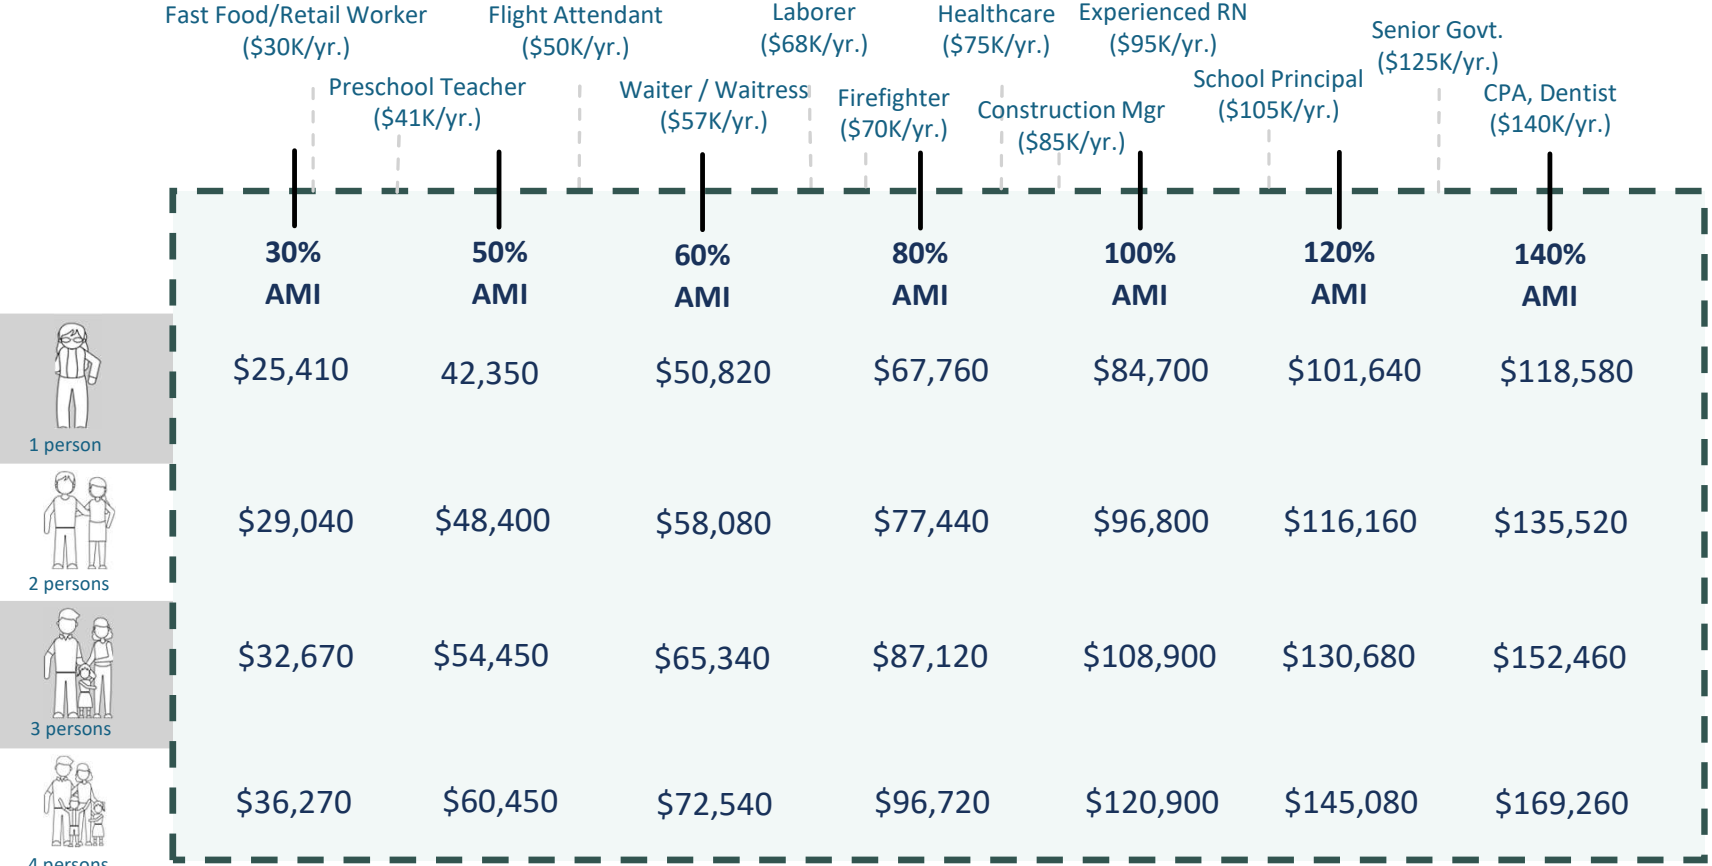 Fast Food/Retail Worker
($30K/yr.)
Preschool Teacher
($41K/yr.)
Flight Attendant
($50K/yr.)
Waiter / Waitress
($57K/yr.)
Laborer
($68K/yr.)
Firefighter
($70K/yr.)
Healthcare
($75K/yr.)
Construction Mgr
($85K/yr.)
Experienced RN
($95K/yr.)
School Principal
($105K/yr.)
Senior Govt.
($125K/yr.)
CPA, Dentist
($140K/yr.)
30% 50% 60% 80% 100% 120% 140%
AMI AMI AMI AMI AMI AMI AMI
$25,410 42,350 $50,820 $67,760 $84,700 $101,640 $118,580
1 person
$29,040 $48,400 $58,080 $77,440 $96,800 $116,160 $135,520
2 persons
$32,670 $54,450 $65,340 $87,120 $108,900 $130,680 $152,460
3 persons
$36,270 $60,450 $72,540 $96,720 $120,900 $145,080 $169,260
4 persons